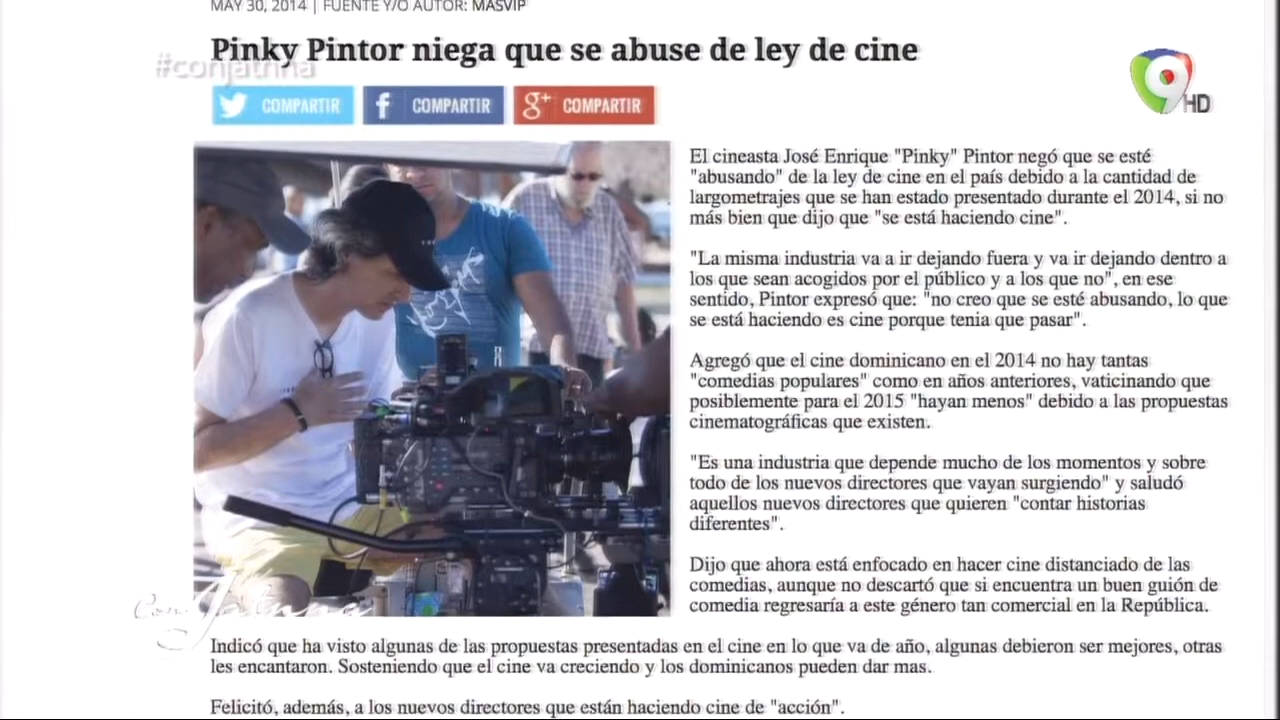 MAY 30, 2014 | FUENTE Y/O AUTOR: MASVIP
Pinky Pintor niega que se abuse de ley de cine
#conjatnna
COMPARTIR
COMPARTIR
COMPARTIR
9
HD
El cineasta José Enrique "Pinky" Pintor negó que se esté
"abusando" de la ley de cine en el país debido a la cantidad de
largometrajes que se han estado presentado durante el 2014, si no
más bien que dijo que "se está haciendo cine".
"La misma industria va a ir dejando fuera y va ir dejando dentro a
los que sean acogidos por el público y a los que no", en ese
sentido, Pintor expresó que: "no creo que se esté abusando, lo que
se está haciendo es cine porque tenia que pasar".
Agregó que el cine dominicano en el 2014 no hay tantas
"comedias populares" como en años anteriores, vaticinando que
posiblemente para el 2015 "hayan menos" debido a las propuestas
cinematográficas que existen.
"Es una industria que depende mucho de los momentos y sobre
todo de los nuevos directores que vayan surgiendo" y saludó
aquellos nuevos directores que quieren "contar historias
diferentes".
Dijo que ahora está enfocado en hacer cine distanciado de las
comedias, aunque no descartó que si encuentra un buen guión de
comedia regresaría a este género tan comercial en la República.
Con Jatnna
Indicó que ha visto algunas de las propuestas presentadas en el cine en lo que va de año, algunas debieron ser mejores, otras
les encantaron. Sosteniendo que el cine va creciendo y los dominicanos pueden dar mas.
Felicitó, además, a los nuevos directores que están haciendo cine de "acción".